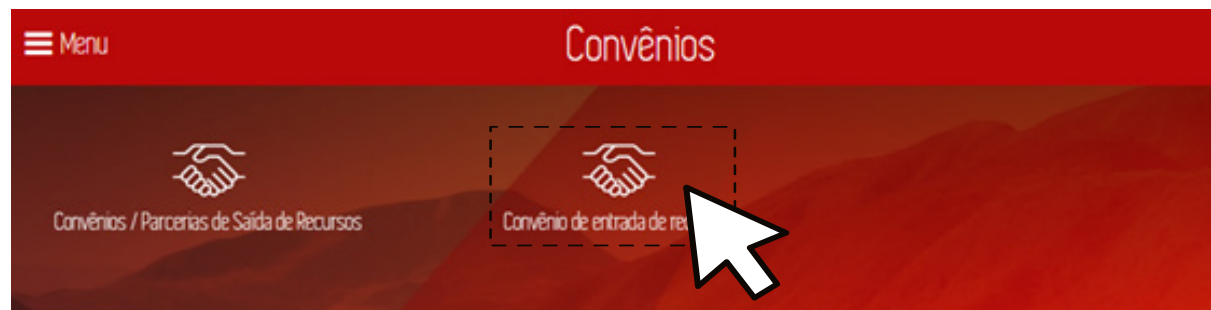 Menu
Convênios
Convênios / Parcerias de Saída de Recursos
Convênio de entrada de